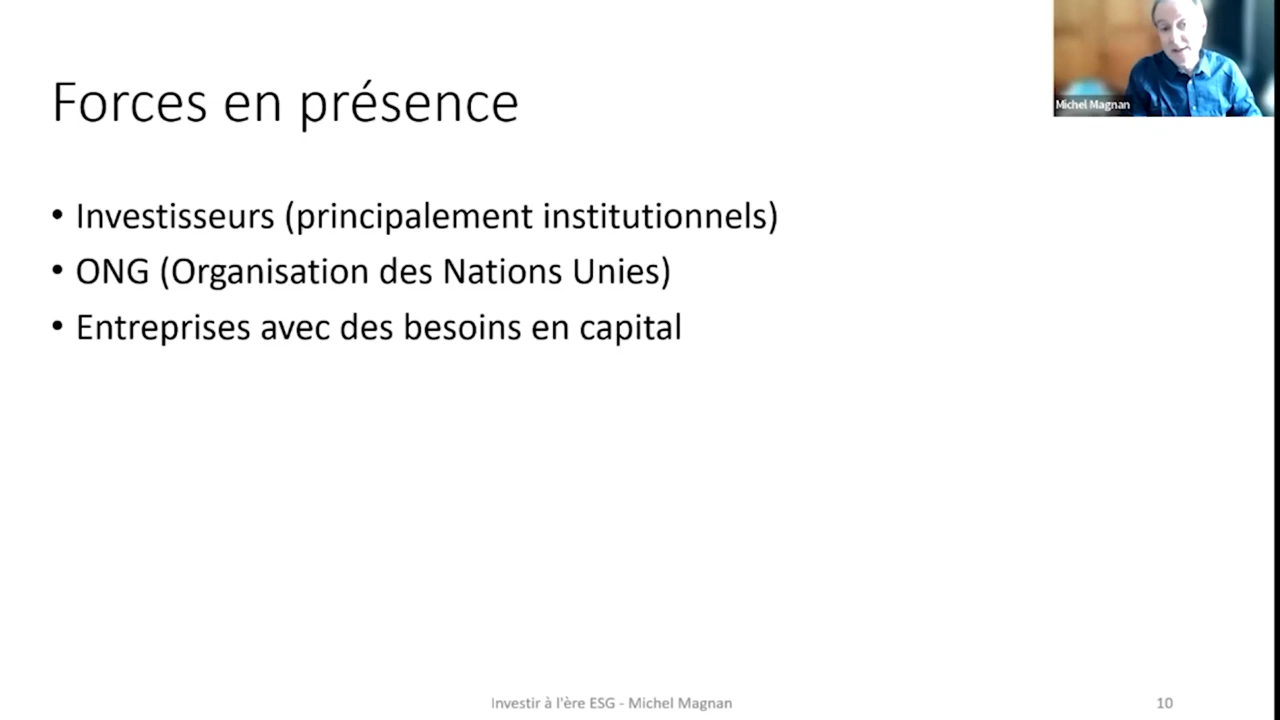 Michel Magnan
Forces en présence
• Investisseurs (principalement institutionnels)
• ONG (Organisation des Nations Unies)
• Entreprises avec des besoins en capital
Investir à l'ère ESG - Michel Magnan
10